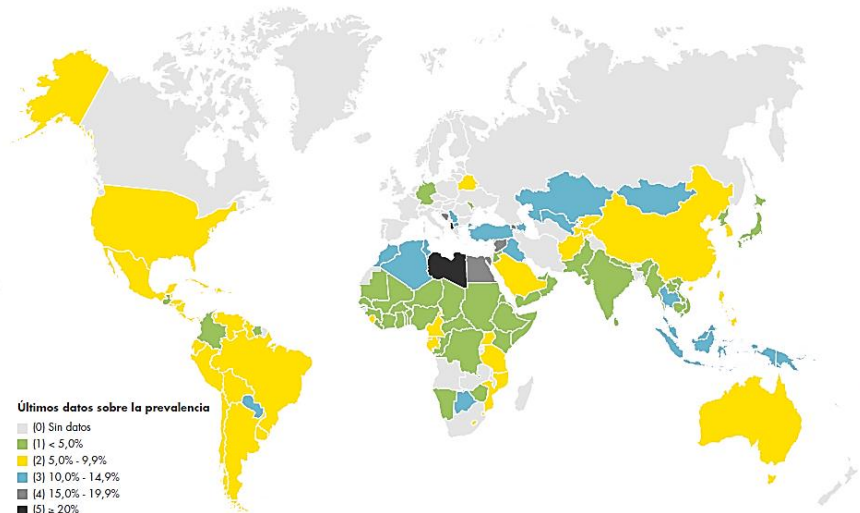 Últimos datos sobre la prevalencia
(0) Sin datos
(1) < 5,0%
(2) 5,0% - 9,9%
(3) 10,0% - 14,9%
(4) 15,0% - 19,9%
(5) ≥ 20%